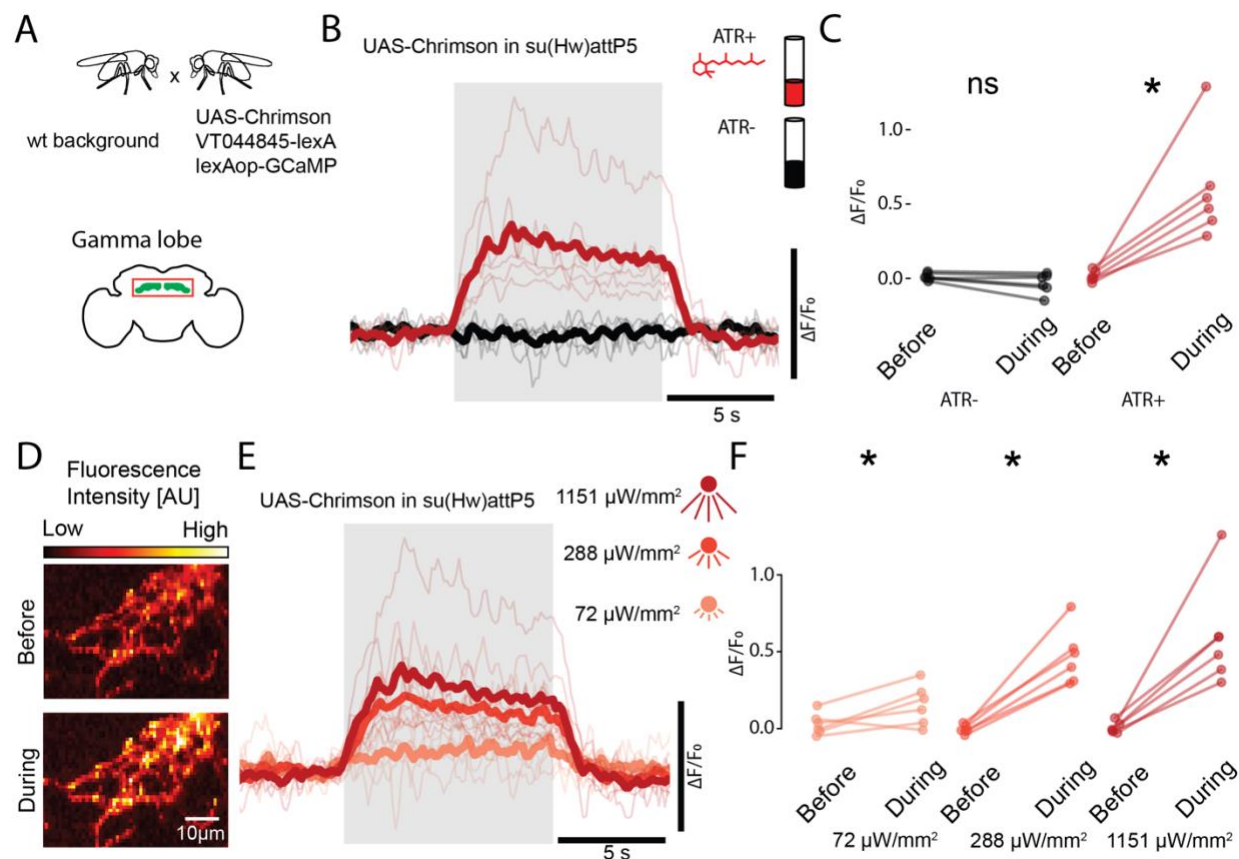 A
x
wt background
UAS-Chrimson
VT044845-lexA
lexAop-GCaMP
Gamma lobe
B
UAS-Chrimson in su(Hw)attP5
ATR+
ATR-
ΔF/F₀
5 s
C
ns
*
1.0-
0.5-
0.0-
ΔF/F₀
Before
During
Before
During
ATR-
ATR+
D
Fluorescence
Intensity [AU]
Low
High
Before
During
10µm
E
UAS-Chrimson in su(Hw)attP5
1151 µW/mm²
288 µW/mm²
72 µW/mm²
ΔF/F₀
5 s
F
*
*
*
1.0
0.5
0.0
ΔF/F₀
Before
During
Before
During
Before
During
72 µW/mm²
288 µW/mm²
1151 µW/mm²